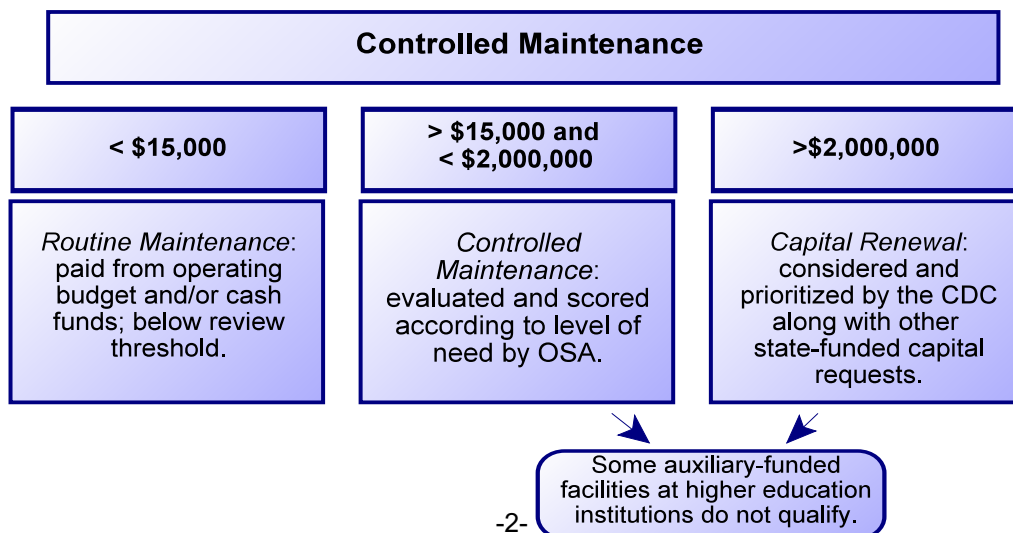 Controlled Maintenance
< $15,000
> $15,000 and
< $2,000,000
>$2,000,000
Routine Maintenance:
paid from operating
budget and/or cash
funds; below review
threshold.
Controlled
Maintenance:
evaluated and scored
according to level of
need by OSA.
Capital Renewal:
considered and
prioritized by the CDC
along with other
state-funded capital
requests.
Some auxiliary-funded
facilities at higher education
institutions do not qualify.
-2-